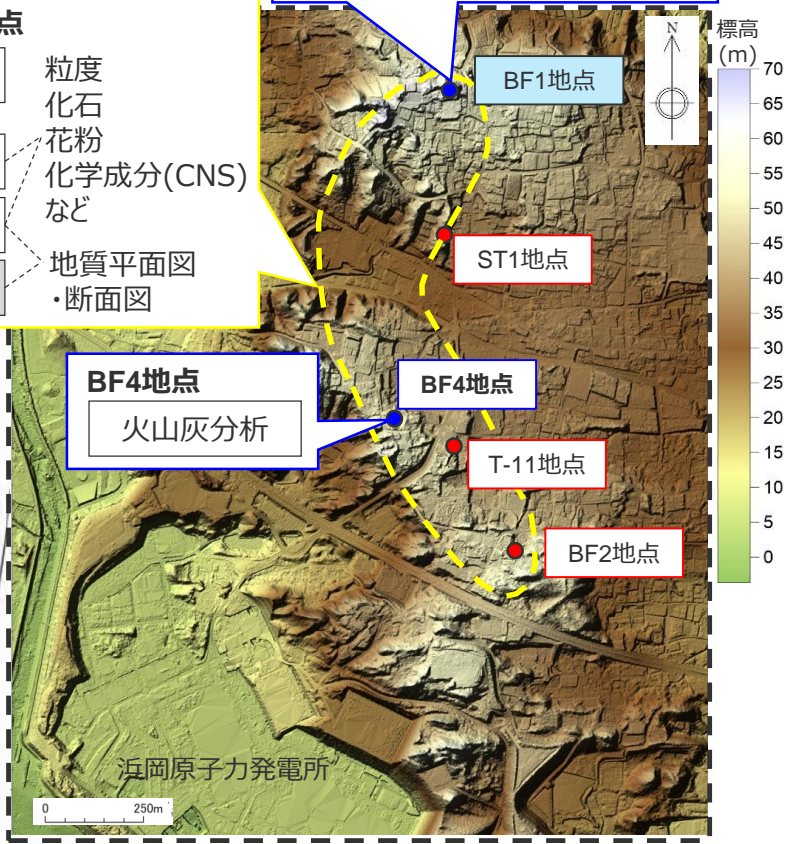 点
粒度
化石
花粉
化学成分(CNS)
など
地質平面図
・断面図
BF1地点
N
標高
(m)
70
65
60
55
50
45
40
35
30
25
20
15
10
5
0
ST1地点
BF4地点
火山灰分析
BF4地点
T-11地点
BF2地点
浜岡原子力発電所
0
250m